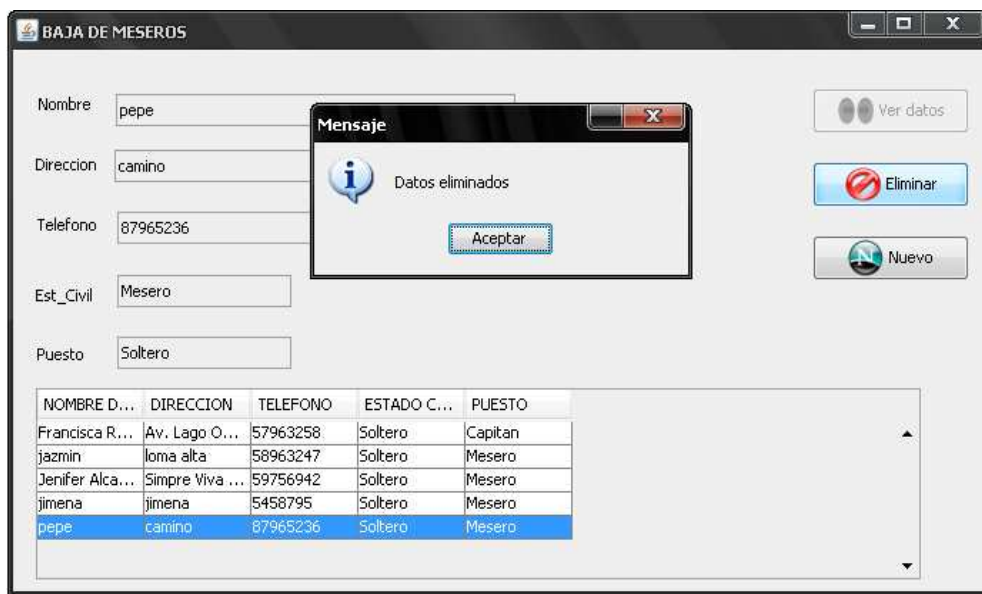 BAJA DE MESEROS
Nombre pepe
Ver datos
Mensaje
Direccion camino
Datos eliminados
Eliminar
Telefono 87965236
Aceptar
Nuevo
Est_Civil Mesero
Puesto Soltero
NOMBRE D... DIRECCION TELEFONO ESTADO C... PUESTO
Francisca R... Av. Lago O... 57963258 Soltero Capitan
jazmin loma alta 58963247 Soltero Mesero
Jenifer Alca... Simpre Viva ... 59756942 Soltero Mesero
jimena jimena 5458795 Soltero Mesero
pepe camino 87965236 Soltero Mesero